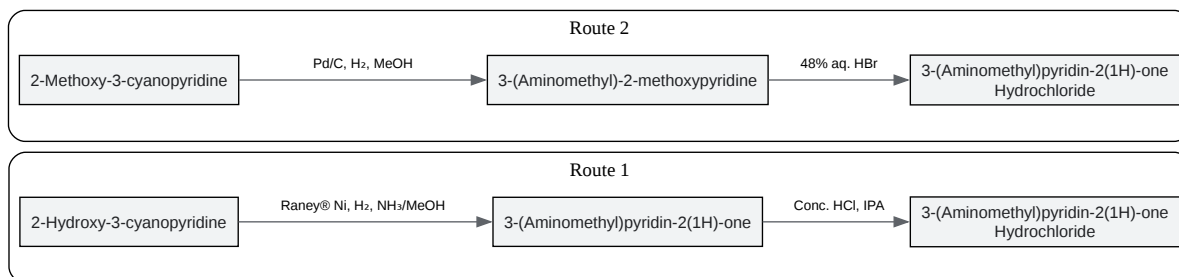 Route 2
2-Methoxy-3-cyanopyridine
Pd/C, H₂, MeOH
3-(Aminomethyl)-2-methoxypyridine
48% aq. HBr
3-(Aminomethyl)pyridin-2(1H)-one
Hydrochloride
Route 1
2-Hydroxy-3-cyanopyridine
Raney® Ni, H₂, NH₃/MeOH
3-(Aminomethyl)pyridin-2(1H)-one
Conc. HCl, IPA
3-(Aminomethyl)pyridin-2(1H)-one
Hydrochloride